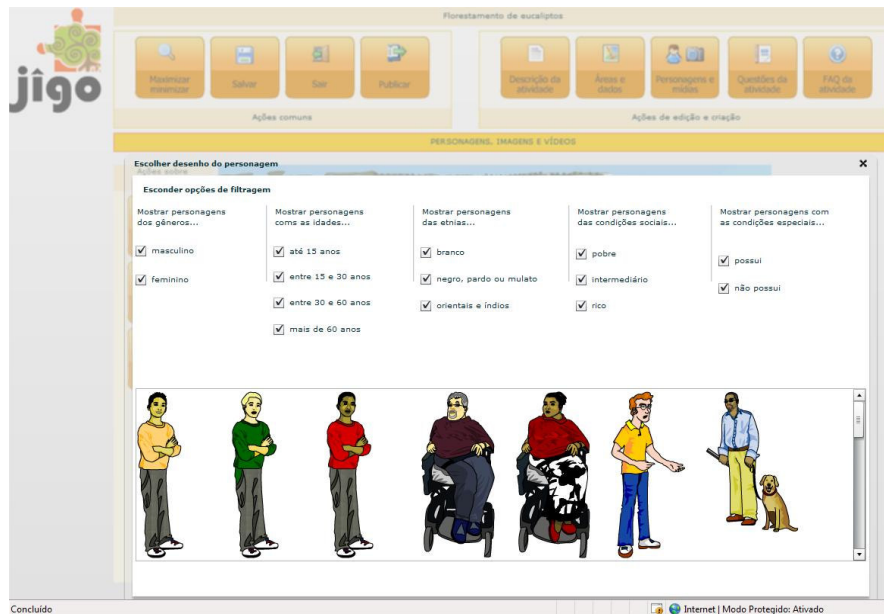 Florestamento de eucaliptos
jîgo
Maximizar
minimizar
Salvar
Sair
Publicar
Descrição da
atividade
Áreas e
dados
Personagens e
mídias
Questões da
atividade
FAQ da
atividade
Ações comuns
Ações de edição e criação
PERSONAGENS, IMAGENS E VÍDEOS
Ações sobre
Escolher desenho do personagem
Esconder opções de filtragem
Mostrar personagens
dos gêneros...
masculino
feminino
Mostrar personagens
coms as idades...
até 15 anos
entre 15 e 30 anos
entre 30 e 60 anos
mais de 60 anos
Mostrar personagens
das etnias...
branco
negro, pardo ou mulato
orientais e índios
Mostrar personagens
das condições sociais...
pobre
intermediário
rico
Mostrar personagens com
as condições especiais...
possui
não possui
Concluído
Internet | Modo Protegido: Ativado